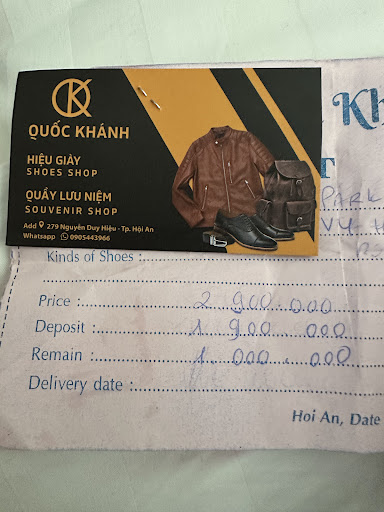 QK
QUỐC KHÁNH
HIỆU GIÀY
SHOES SHOP
QUẦY LƯU NIỆM
SOUVENIR SHOP
Add 279 Nguyễn Duy Hiệu - Tp. Hội An
Whatsapp 0905443966
Kh
T
PARK
Kinds of Shoes :
Price : 2 900.000
Deposit : 1 900 000
Remain : 1.000.000
Delivery date :
Hoi An, Date